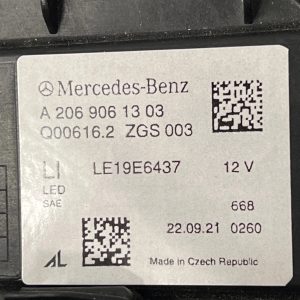 Mercedes-Benz
A 206 906 13 03
Q00616.2 ZGS 003
LI LE19E6437 12 V
LED
SAE
668
22.09.21 0260
AL Made in Czech Republic